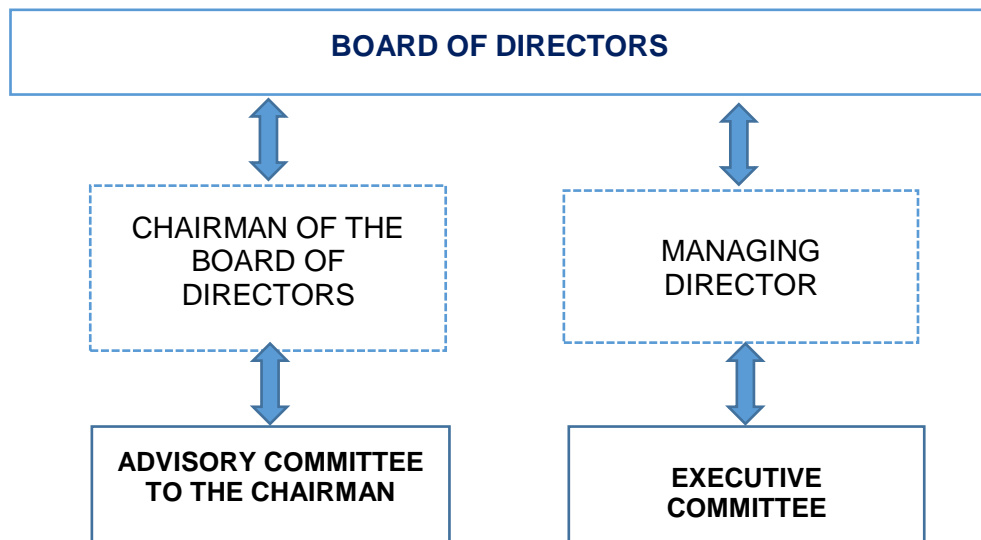 BOARD OF DIRECTORS
CHAIRMAN OF THE
BOARD OF
DIRECTORS
MANAGING
DIRECTOR
ADVISORY COMMITTEE
TO THE CHAIRMAN
EXECUTIVE
COMMITTEE